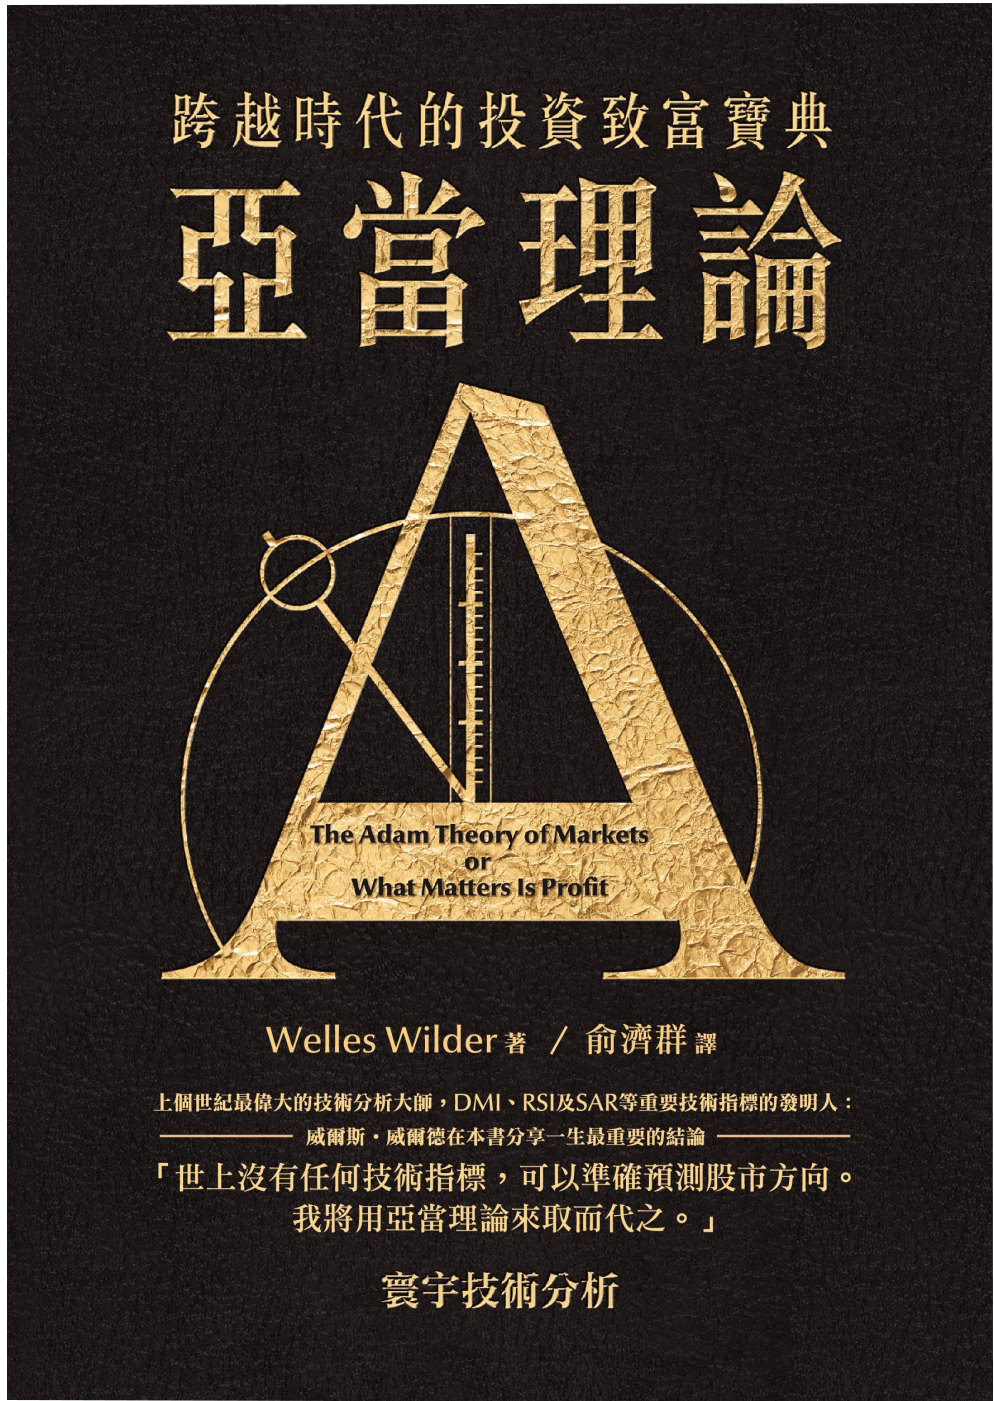 跨越時代的投資致富寶典
亞當理論
The Adam Theory of Markets
or
What Matters Is Profit
Welles Wilder 著 / 俞濟群 譯
上個世紀最偉大的技術分析大師，DMI、RSI及SAR等重要技術指標的發明人：
威爾斯・威爾德在本書分享一生最重要的結論
「世上沒有任何技術指標，可以準確預測股市方向。
我將用亞當理論來取而代之。」
寰宇技術分析